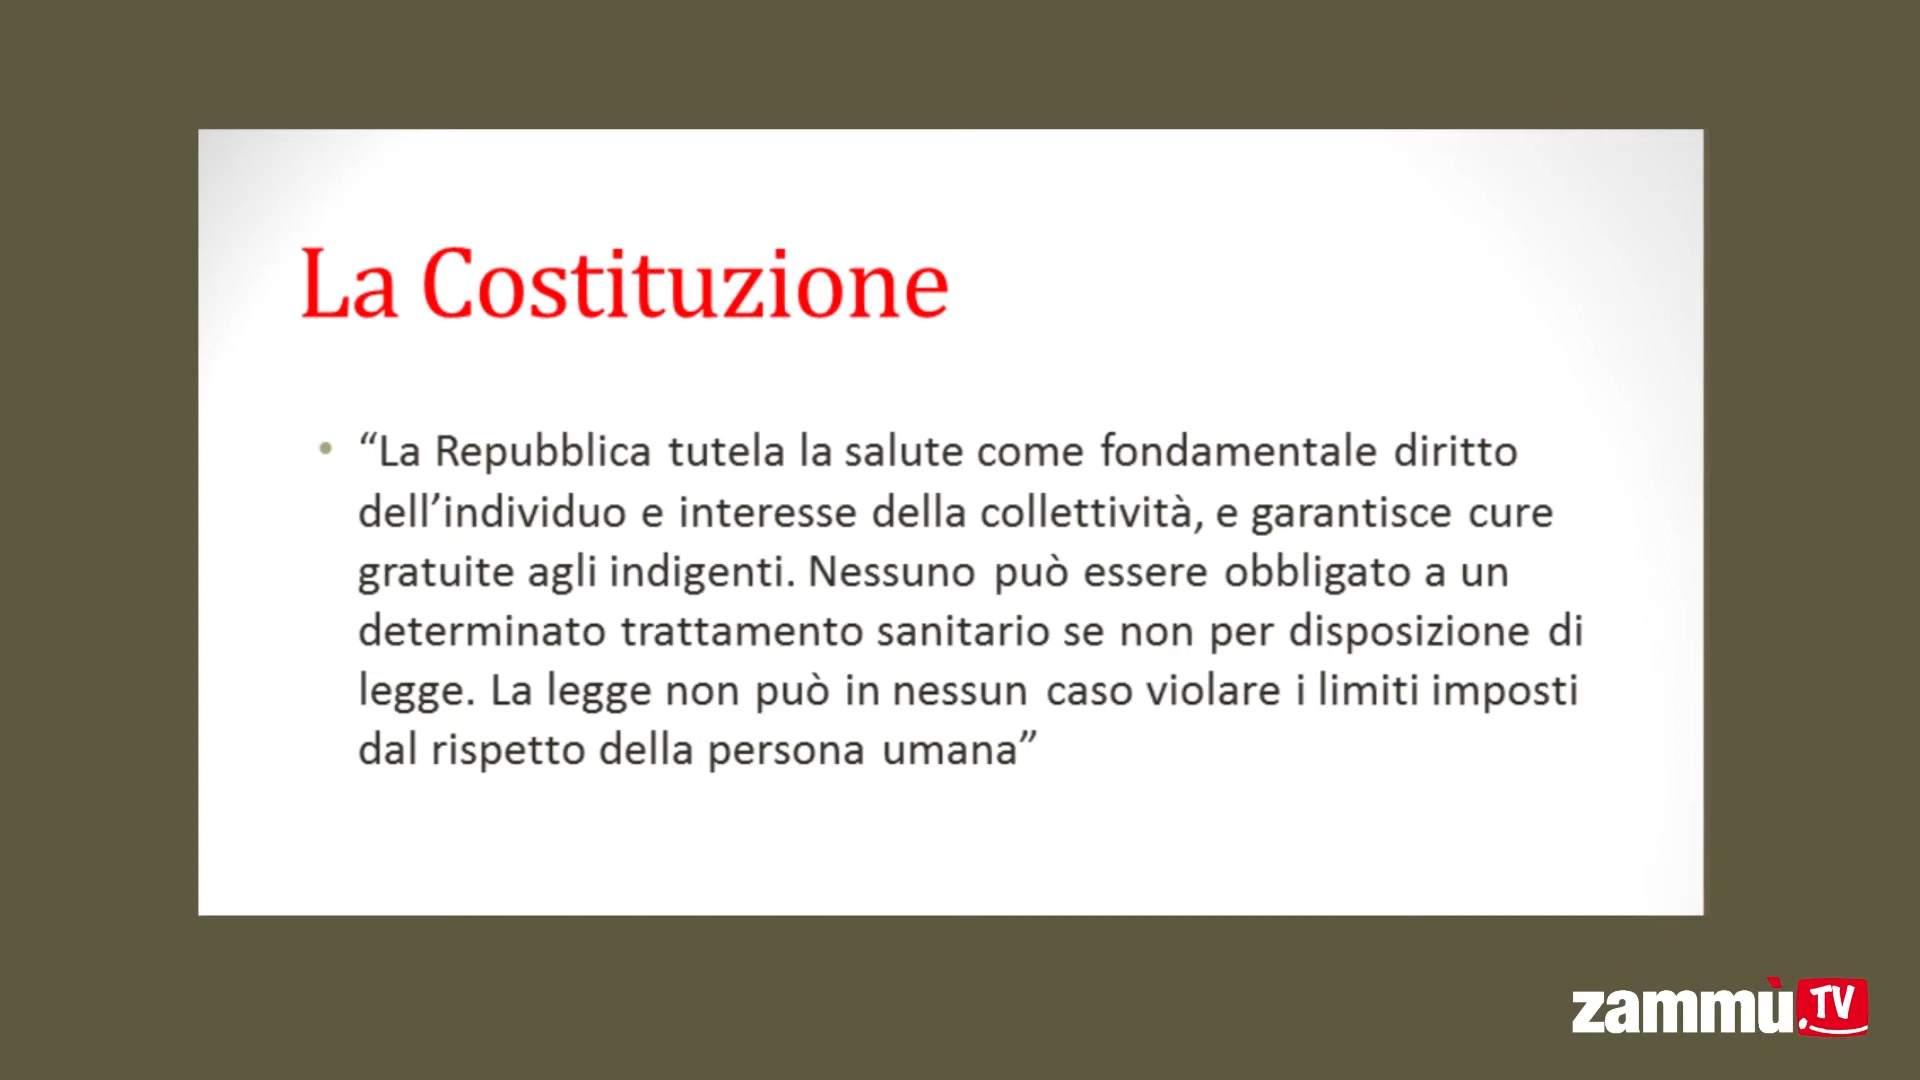 La Costituzione
• “La Repubblica tutela la salute come fondamentale diritto
dell’individuo e interesse della collettività, e garantisce cure
gratuite agli indigenti. Nessuno può essere obbligato a un
determinato trattamento sanitario se non per disposizione di
legge. La legge non può in nessun caso violare i limiti imposti
dal rispetto della persona umana”
zammù.TV